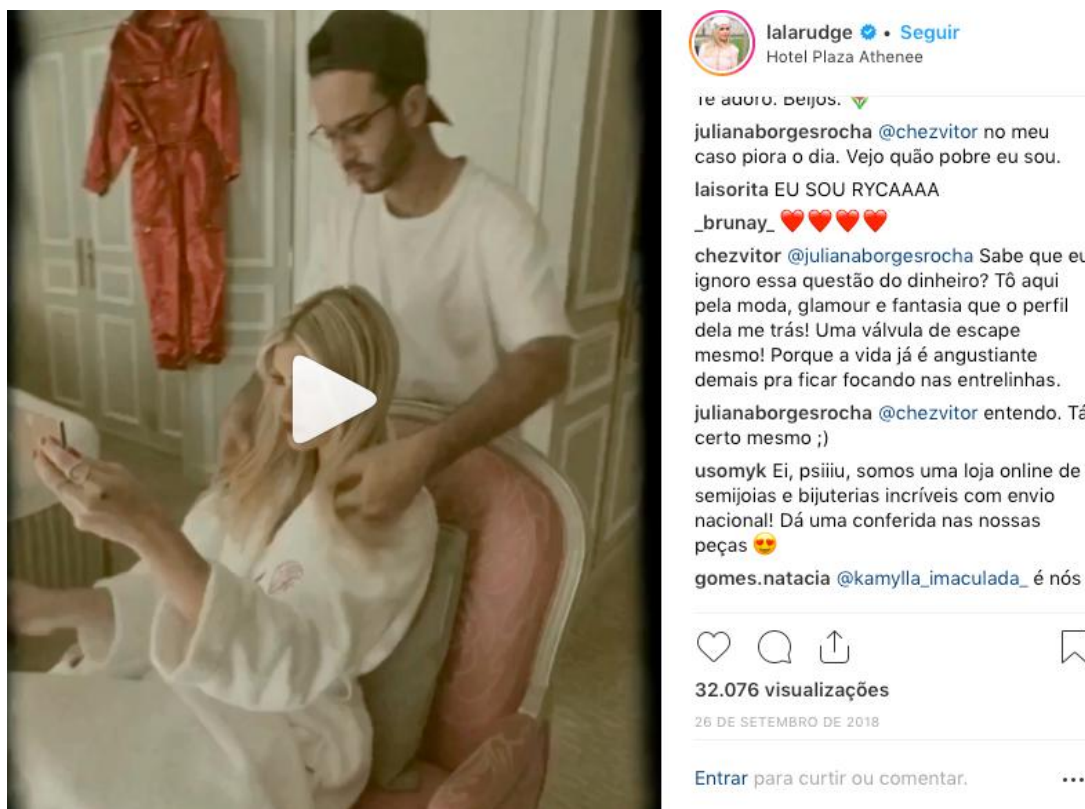 lalarudge • Seguir
Hotel Plaza Athenee
Te adoro. Beijos.
julianaborgesrocha @chezvitor no meu
caso piora o dia. Vejo quão pobre eu sou.
laisorita EU SOU RYCAAAA
_brunay_ ❤️❤️❤️❤️
chezvitor @julianaborgesrocha Sabe que eu
ignoro essa questão do dinheiro? Tô aqui
pela moda, glamour e fantasia que o perfil
dela me trás! Uma válvula de escape
mesmo! Porque a vida já é angustiante
demais pra ficar focando nas entrelinhas.
julianaborgesrocha @chezvitor entendo. Tá
certo mesmo ;)
usomyk Ei, psiiiu, somos uma loja online de
semijoias e bijuterias incríveis com envio
nacional! Dá uma conferida nas nossas
peças 😍
gomes.natacia @kamylla_imaculada_ é nós
32.076 visualizações
26 DE SETEMBRO DE 2018
Entrar para curtir ou comentar.